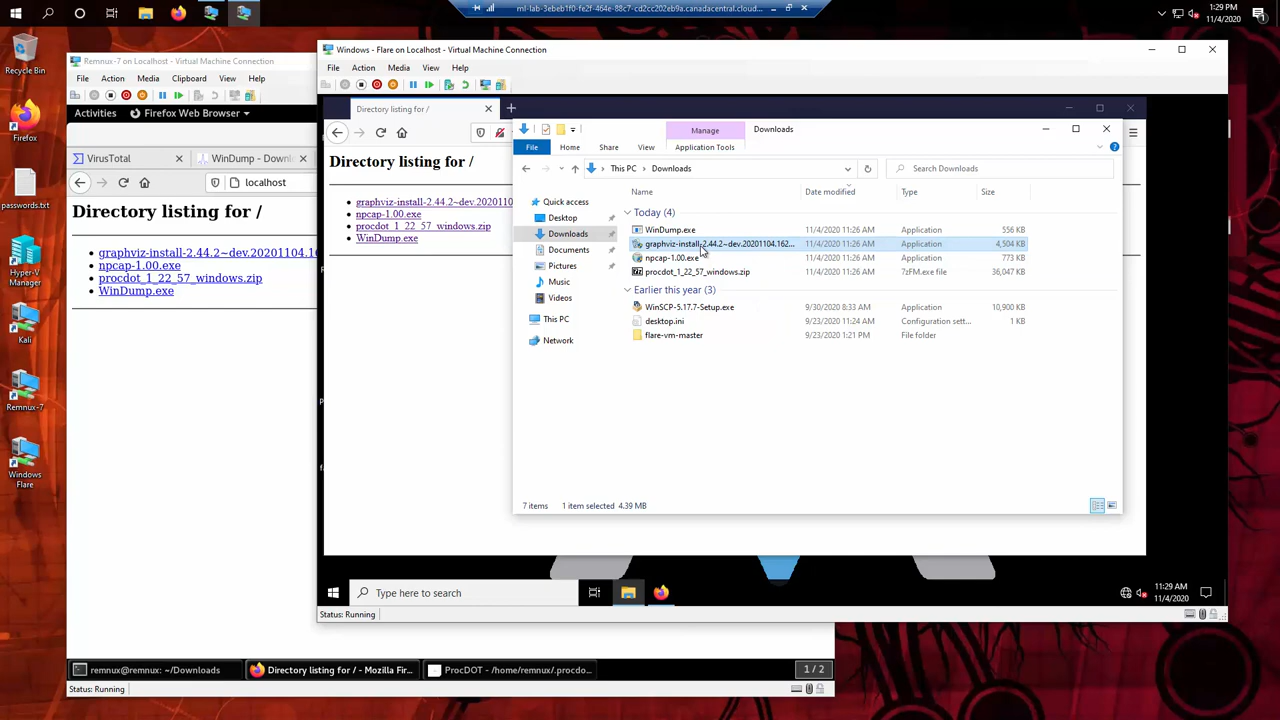 1:29 PM
11/4/2020
1
ml-lab-3ebeb1f0-fe2f-464e-88c7-cd2cc202eb9a.canadacentral.cloud...
Recycle Bin
Firefox
passwords.txt
Hyper-V
Manager
Kali
Remnux-7
Windows
Flare
Remnux-7 on Localhost - Virtual Machine Connection
File Action Media Clipboard View Help
Activities Firefox Web Browser
VirusTotal
WinDump - Downl
localhost
Directory listing for /
graphviz-install-2.44.2~dev.20201104.16
npcap-1.00.exe
procdot_1_22_57_windows.zip
WinDump.exe
remnux@remnux: ~/Downloads
Directory listing for / - Mozilla Fir...
ProcDOT - /home/remnux/.procdo...
1 / 2
Status: Running
Windows - Flare on Localhost - Virtual Machine Connection
File Action Media View Help
Directory listing for /
Directory listing for /
graphviz-install-2.44.2~dev.2020110
npcap-1.00.exe
procdot_1_22_57_windows.zip
WinDump.exe
Manage
Downloads
File Home Share View Application Tools
This PC Downloads
Search Downloads
Quick access
Desktop
Downloads
Documents
Pictures
Music
Videos
This PC
Network
Name Date modified Type Size
Today (4)
WinDump.exe 11/4/2020 11:26 AM Application 556 KB
graphviz-install-2.44.2~dev.20201104.162... 11/4/2020 11:26 AM Application 4,504 KB
npcap-1.00.exe 11/4/2020 11:26 AM Application 773 KB
procdot_1_22_57_windows.zip 11/4/2020 11:26 AM 7zFM.exe file 36,047 KB
Earlier this year (3)
WinSCP-5.17.7-Setup.exe 9/30/2020 8:33 AM Application 10,900 KB
desktop.ini 9/23/2020 11:24 AM Configuration sett... 1 KB
flare-vm-master 9/23/2020 1:21 PM File folder
7 items 1 item selected 4.39 MB
Type here to search
11:29 AM
11/4/2020
Status: Running